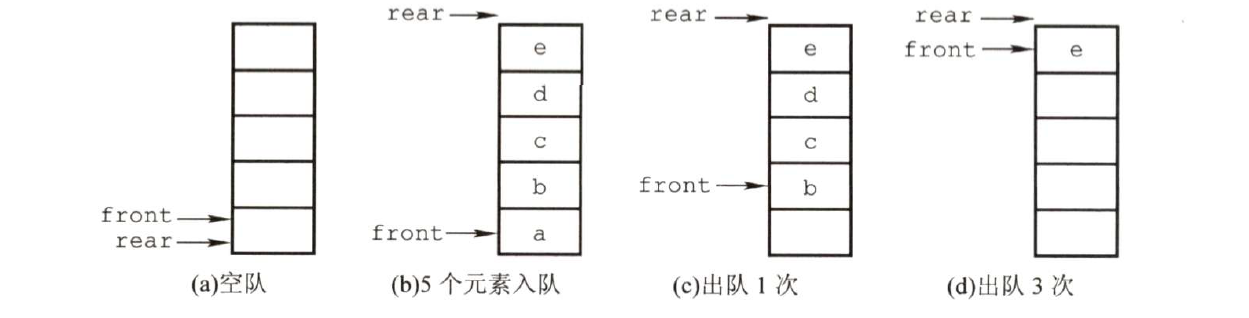 front
rear
(a)空队
rear
e
d
c
b
front
a
(b)5 个元素入队
rear
e
d
c
front
b
(c)出队 1 次
rear
front
e
(d)出队 3 次